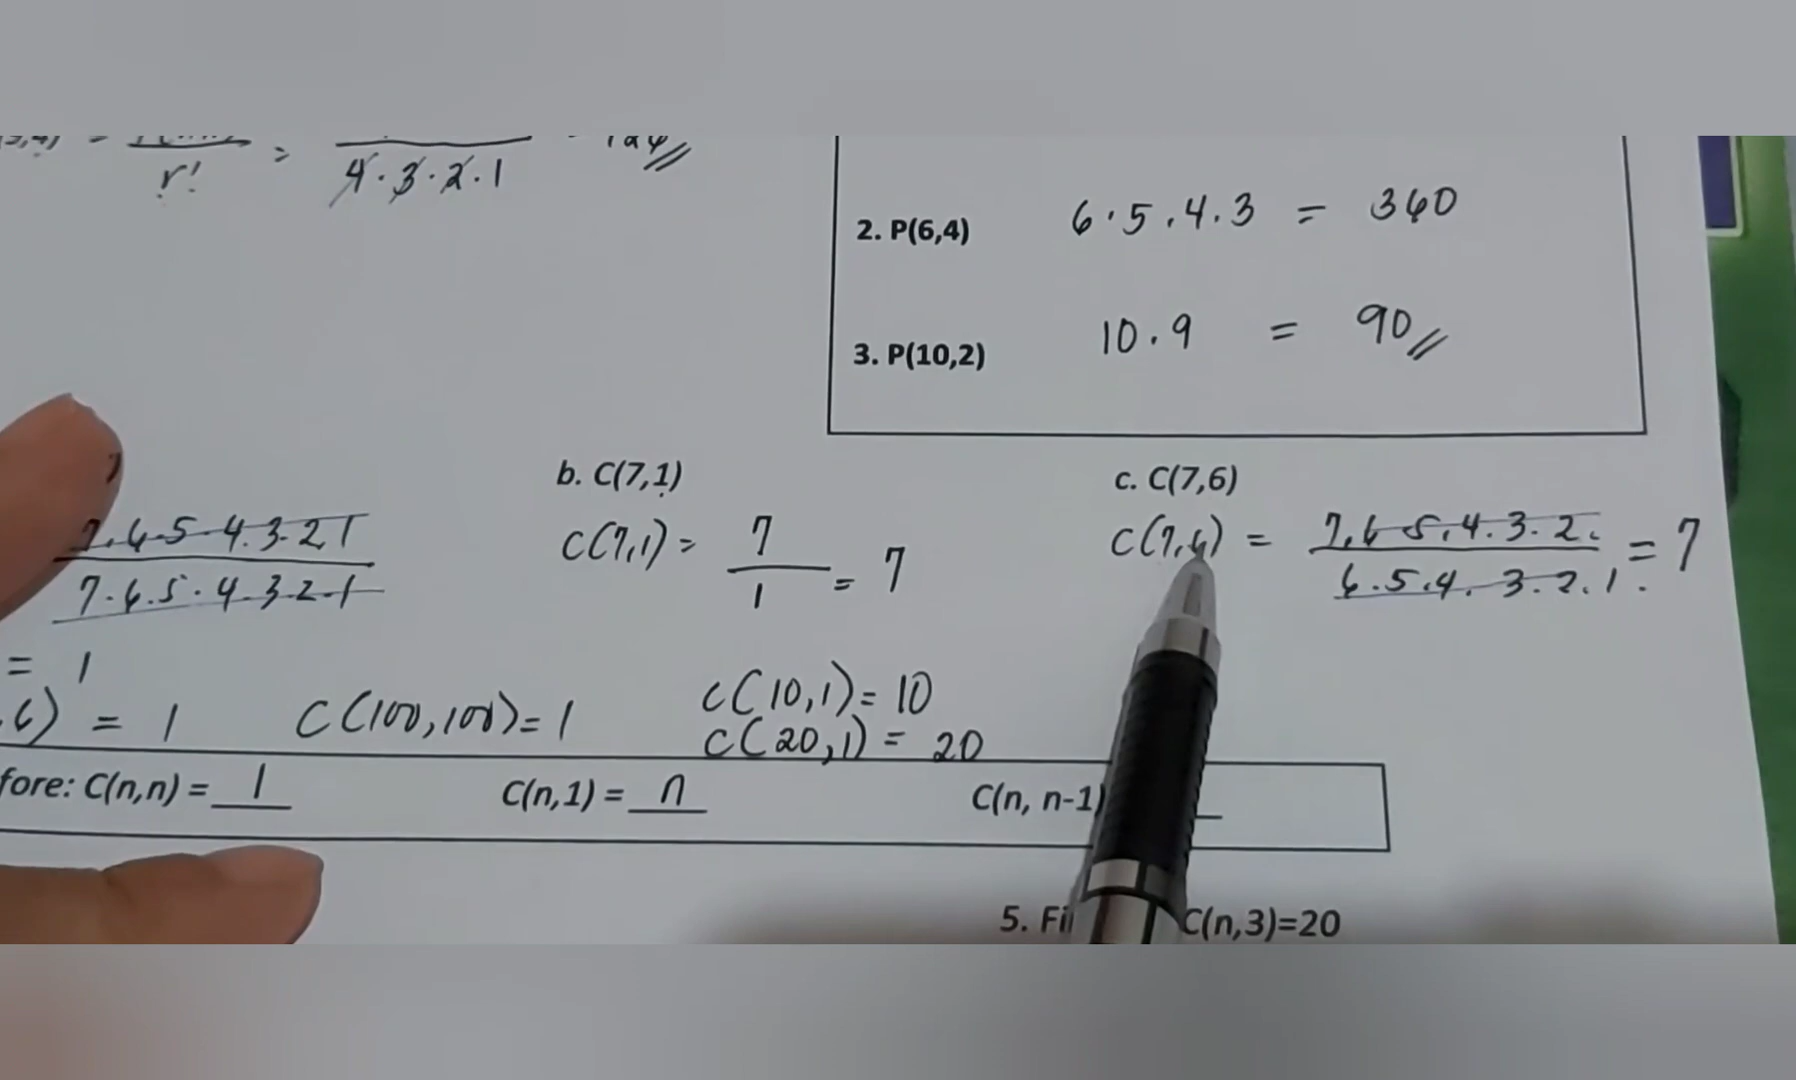 r!
4·3·2·1
2. P(6,4) 6·5·4·3 = 360
3. P(10,2) 10·9 = 90
b. C(7,1)
c. C(7,6)
7·6·5·4·3·2·1
7·6·5·4·3·2·1
C(7,1) = 7
1 = 7
C(7,6) = 7·6·5·4·3·2· = 7
6·5·4·3·2·1·
= 1
,6) = 1 C(100,100)=1
C(10,1)= 10
C(20,1) = 20
fore: C(n,n) = 1 C(n,1) = n C(n, n-1)
5. Fi C(n,3)=20